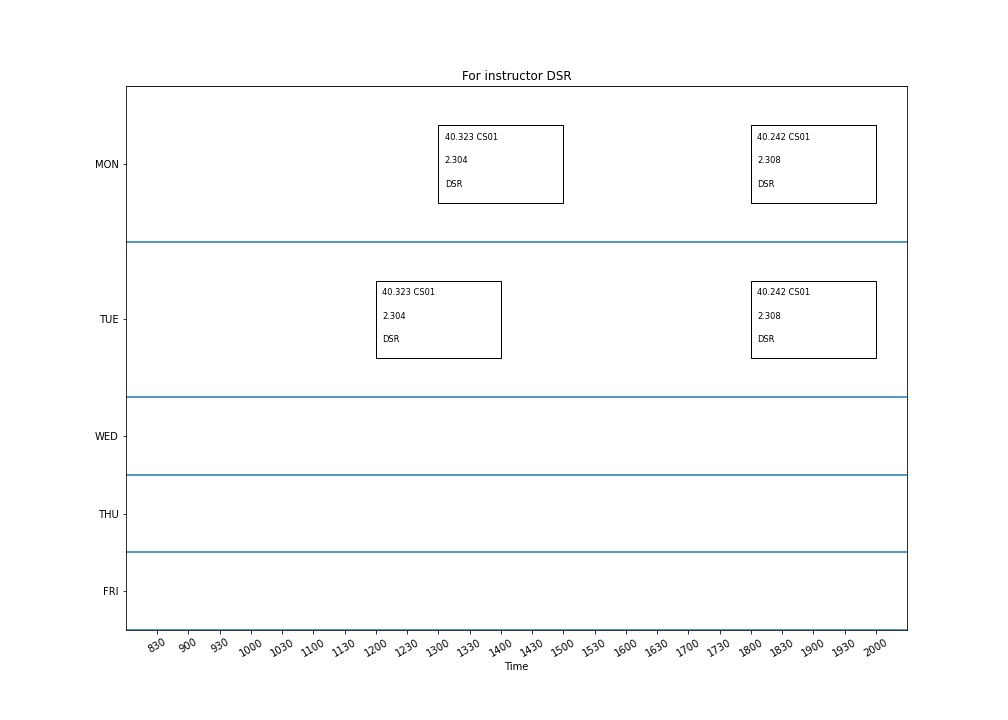 For instructor DSR
MON
40.323 CS01
2.304
DSR
40.242 CS01
2.308
DSR
TUE
40.323 CS01
2.304
DSR
40.242 CS01
2.308
DSR
WED
THU
FRI
830 900 930 1000 1030 1100 1130 1200 1230 1300 1330 1400 1430 1500 1530 1600 1630 1700 1730 1800 1830 1900 1930 2000
Time